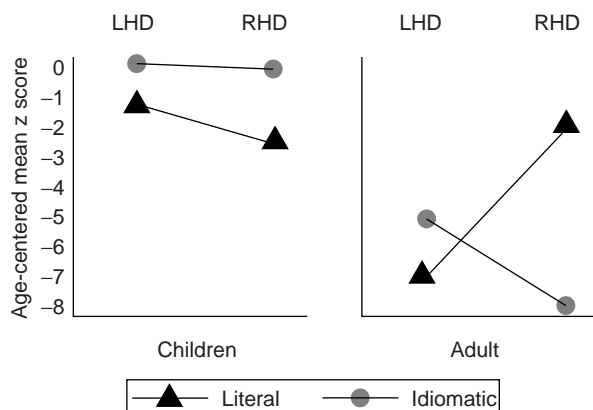 LHD RHD LHD RHD
Age-centered mean z score
0
−1
−2
−3
−4
−5
−6
−7
−8
Children Adult
Literal Idiomatic